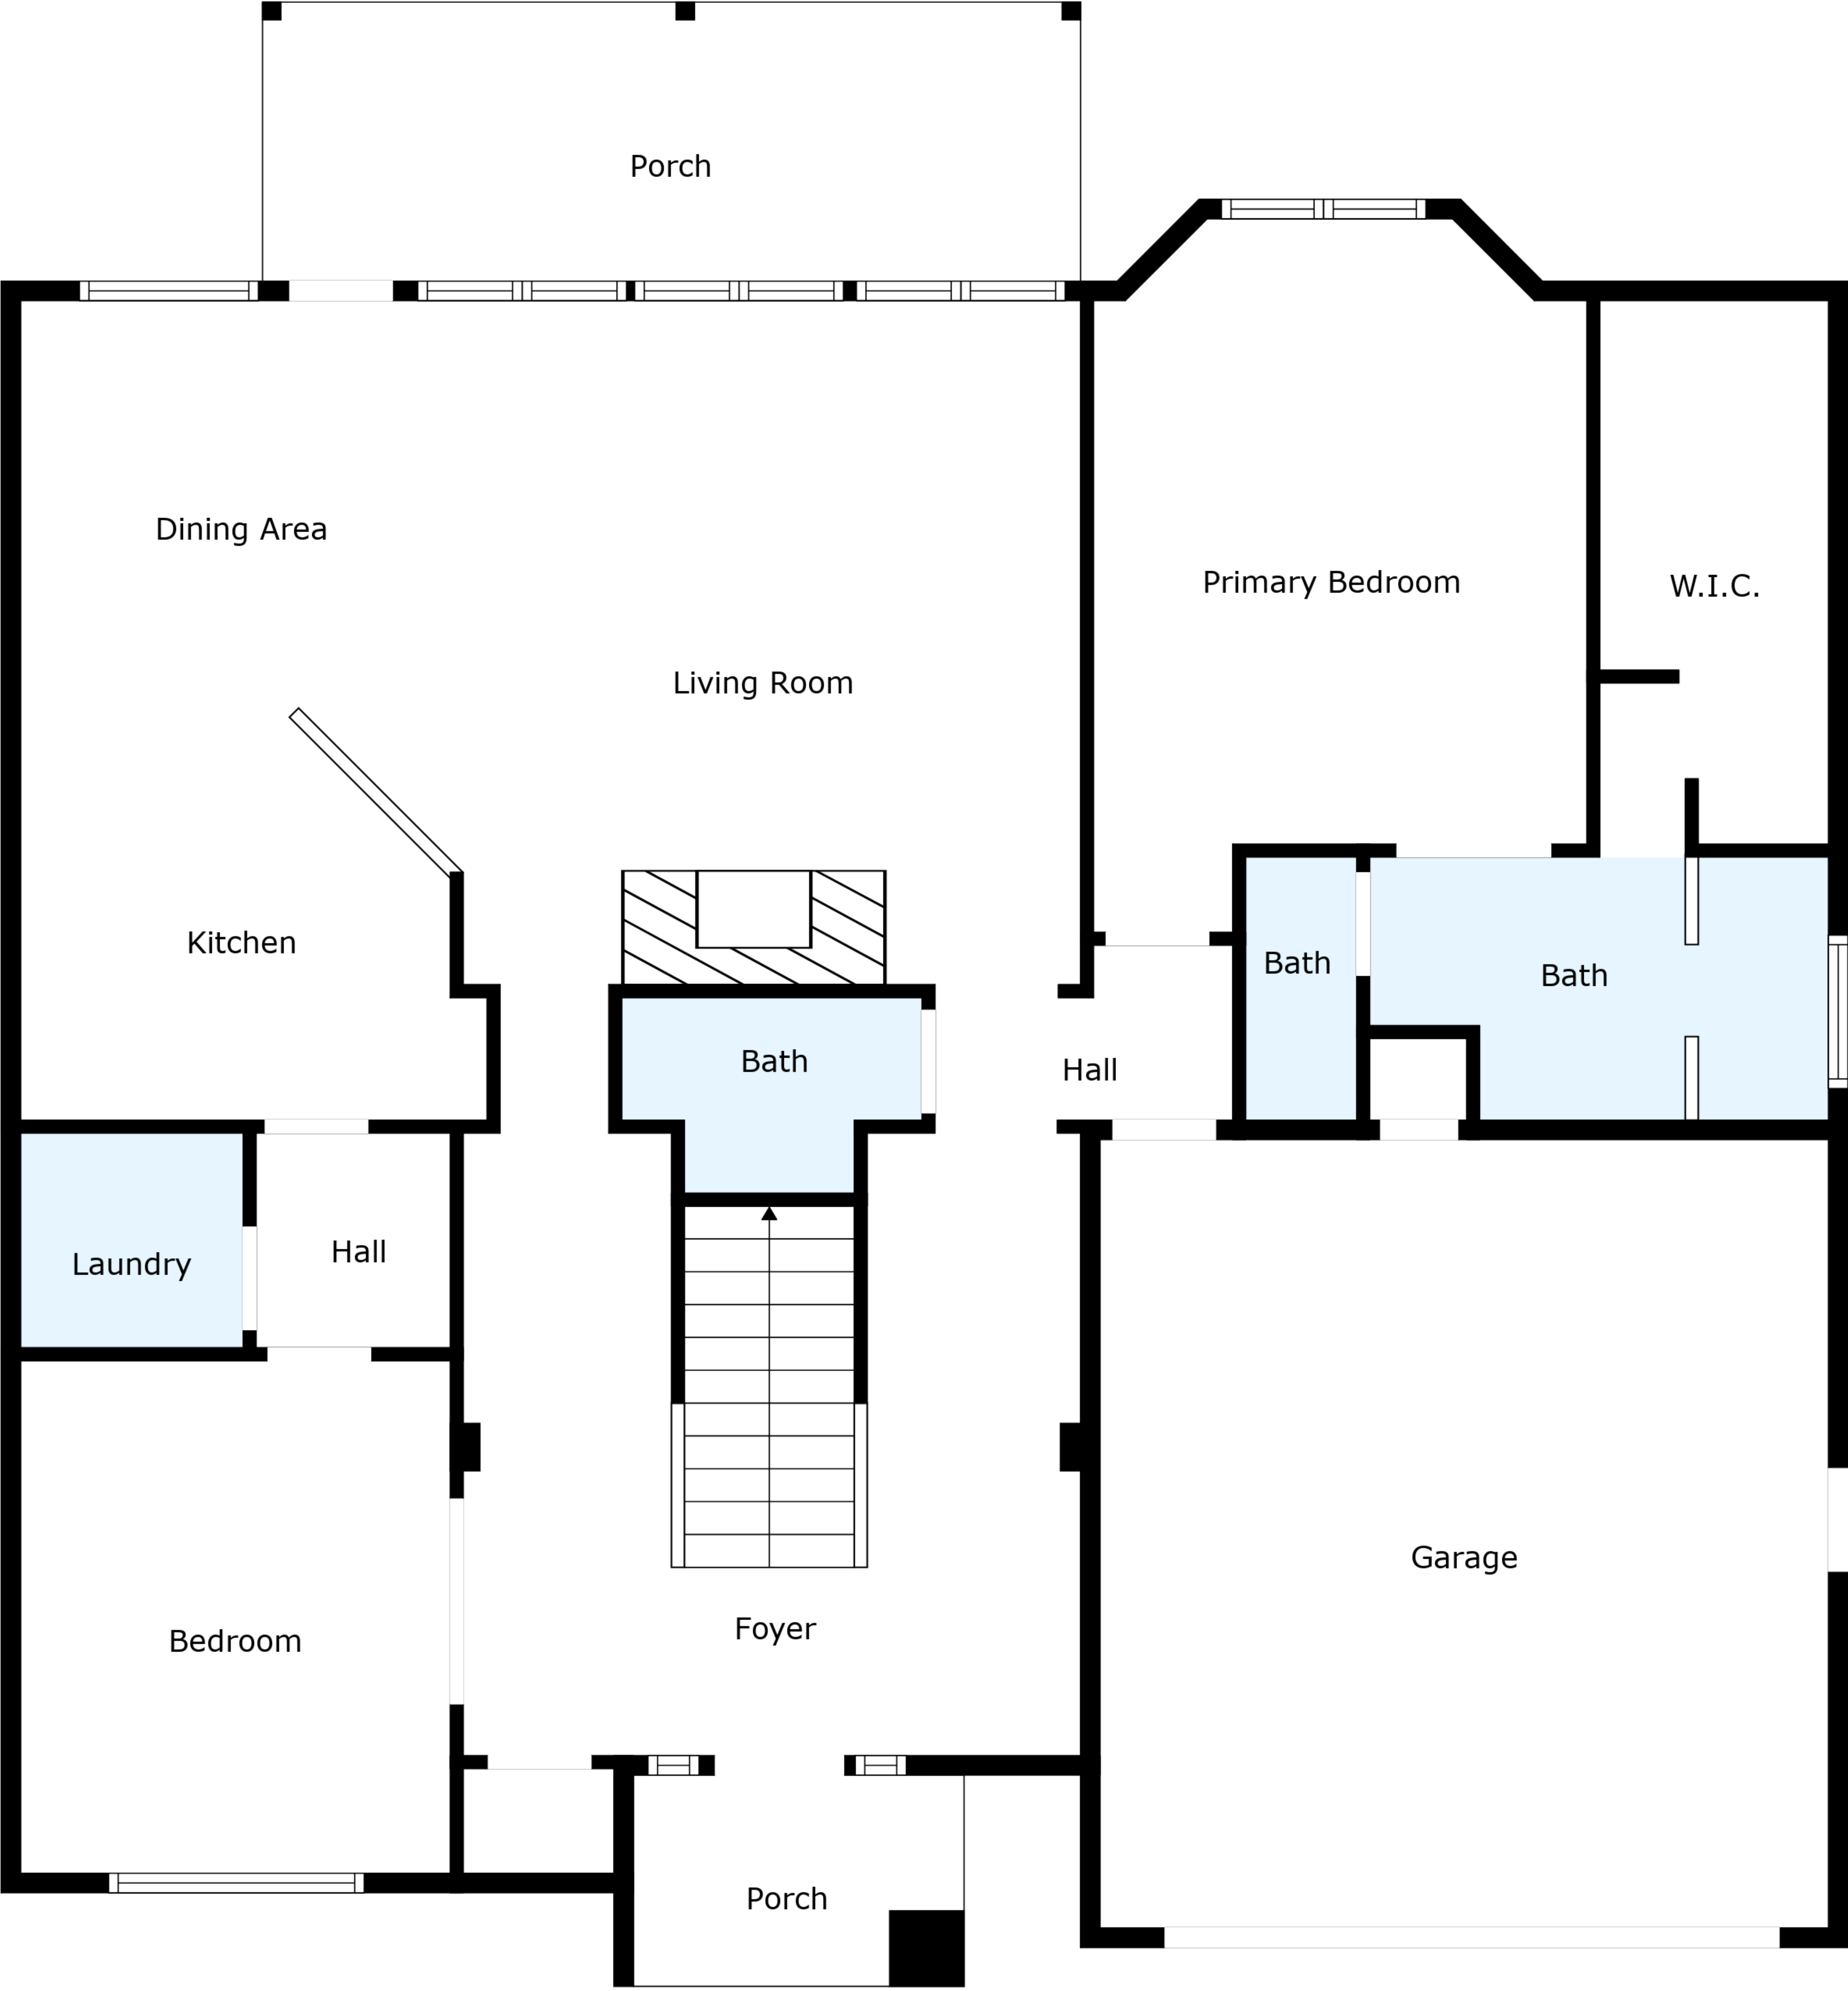 Porch
Dining Area
Primary Bedroom
W.I.C.
Living Room
Kitchen
Bath
Bath
Bath
Hall
Hall
Laundry
Garage
Foyer
Bedroom
Porch